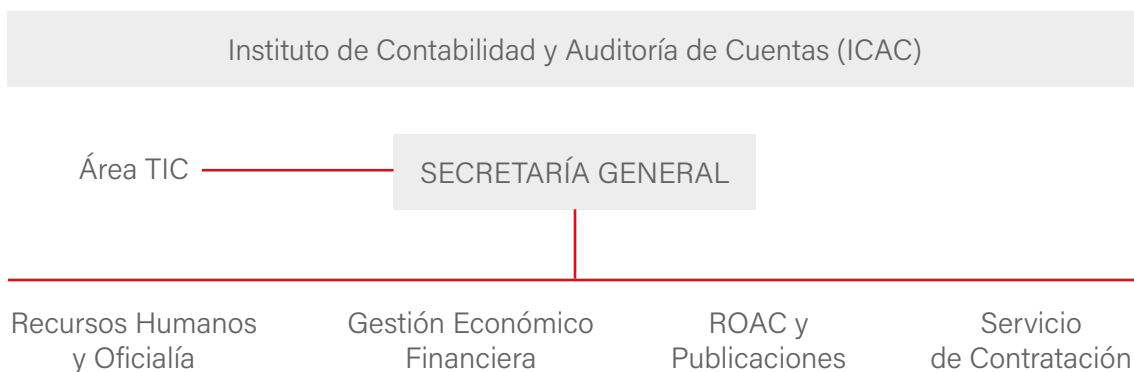 Instituto de Contabilidad y Auditoría de Cuentas (ICAC)
Área TIC
SECRETARÍA GENERAL
Recursos Humanos
y Oficialía
Gestión Económico
Financiera
ROAC y
Publicaciones
Servicio
de Contratación